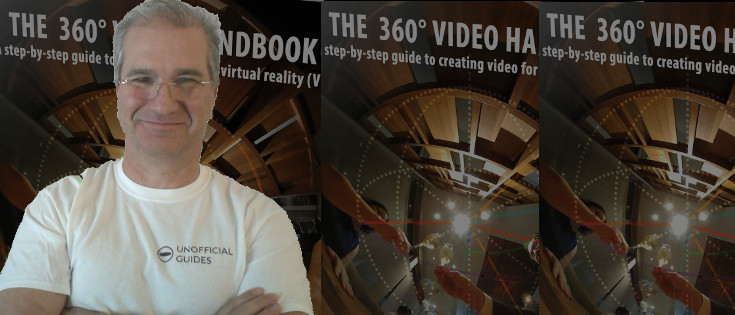 THE 360° V
NDBOOK
step-by-step guide to
virtual reality (V
THE 360° VIDEO HA
step-by-step guide to creating video for
THE 360° VIDEO H
step-by-step guide to creating video
UNOFFICIAL
GUIDES